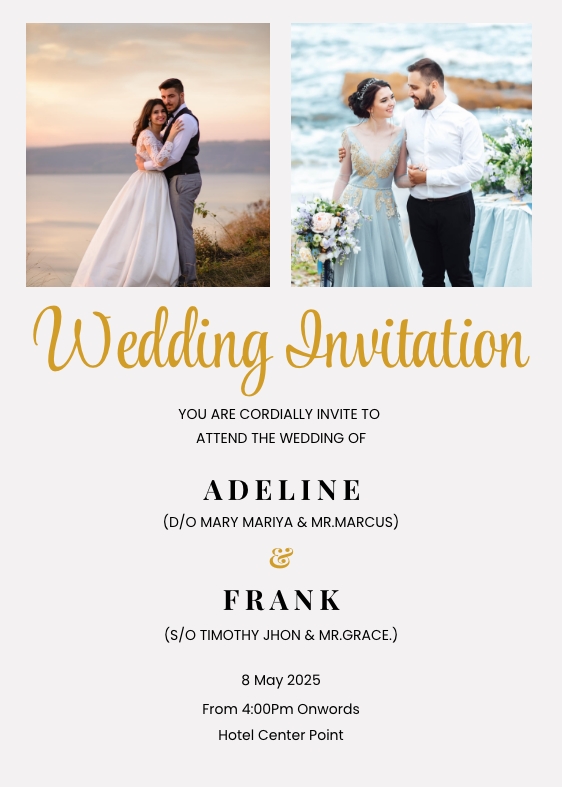 Wedding Invitation
YOU ARE CORDIALLY INVITE TO
ATTEND THE WEDDING OF
ADELINE
(D/O MARY MARIYA & MR.MARCUS)
&
FRANK
(S/O TIMOTHY JHON & MR.GRACE.)
8 May 2025
From 4:00Pm Onwords
Hotel Center Point